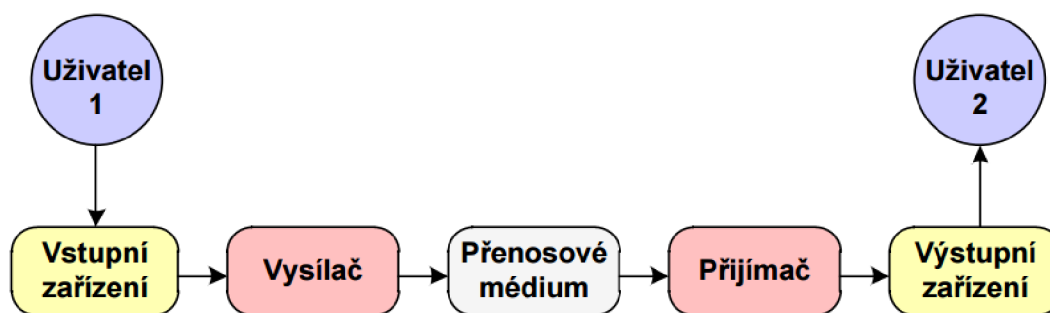 Uživatel
1
Uživatel
2
Vstupní
zařízení
Vysílač
Přenosové
médium
Přijímač
Výstupní
zařízení